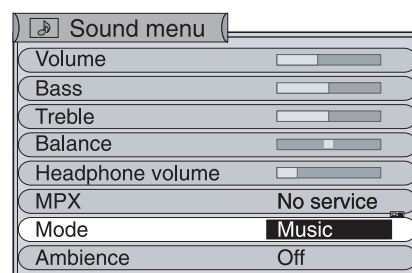 Sound menu
Volume
Bass
Treble
Balance
Headphone volume
MPX No service
Mode Music
Ambience Off